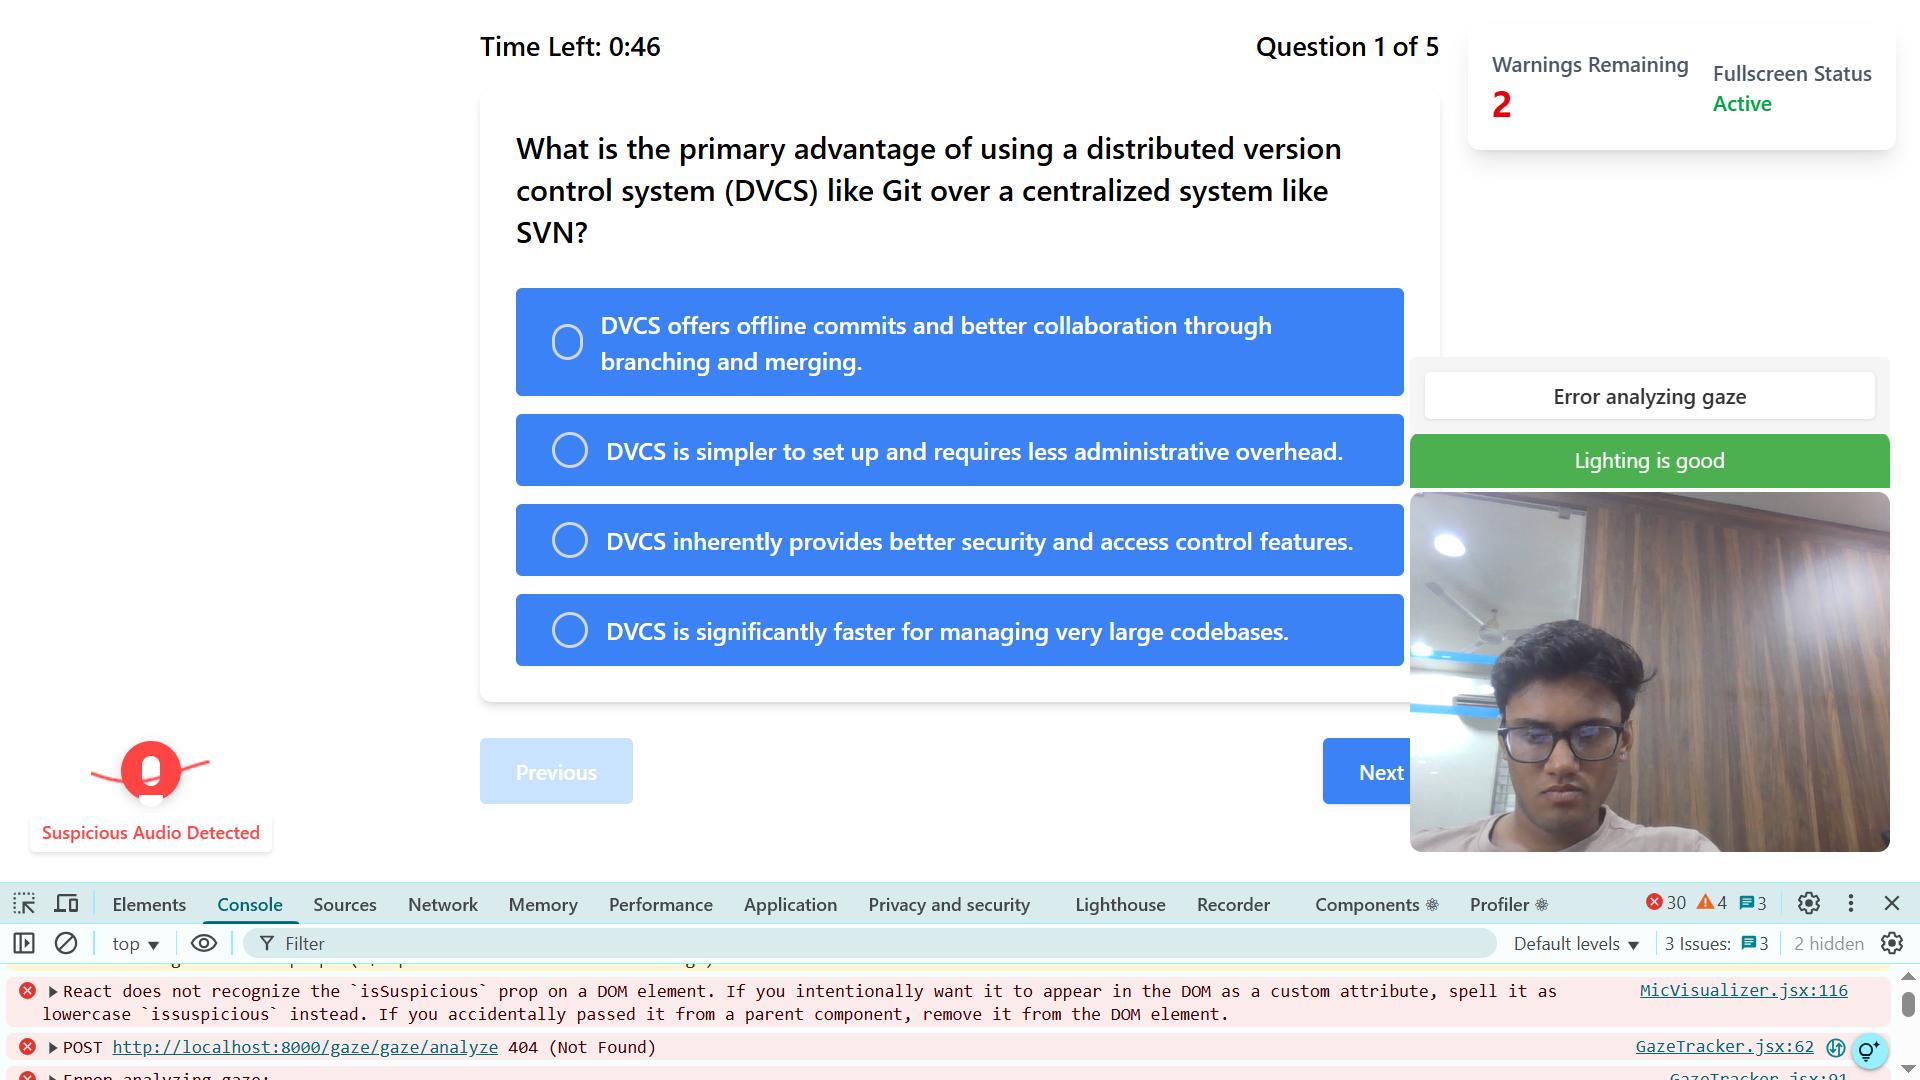 Time Left: 0:46
Question 1 of 5
Warnings Remaining
2
Fullscreen Status
Active
What is the primary advantage of using a distributed version
control system (DVCS) like Git over a centralized system like
SVN?
DVCS offers offline commits and better collaboration through
branching and merging.
DVCS is simpler to set up and requires less administrative overhead.
DVCS inherently provides better security and access control features.
DVCS is significantly faster for managing very large codebases.
Error analyzing gaze
Lighting is good
Previous
Next
Suspicious Audio Detected
Elements Console Sources Network Memory Performance Application Privacy and security Lighthouse Recorder Components Profiler 30 4 3
top Filter Default levels 3 Issues: 3 2 hidden
React does not recognize the `isSuspicious` prop on a DOM element. If you intentionally want it to appear in the DOM as a custom attribute, spell it as MicVisualizer.jsx:116
lowercase `issuspicious` instead. If you accidentally passed it from a parent component, remove it from the DOM element.
POST http://localhost:8000/gaze/gaze/analyze 404 (Not Found) GazeTracker.jsx:62
Error analyzing gaze: GazeTracker.jsx:91